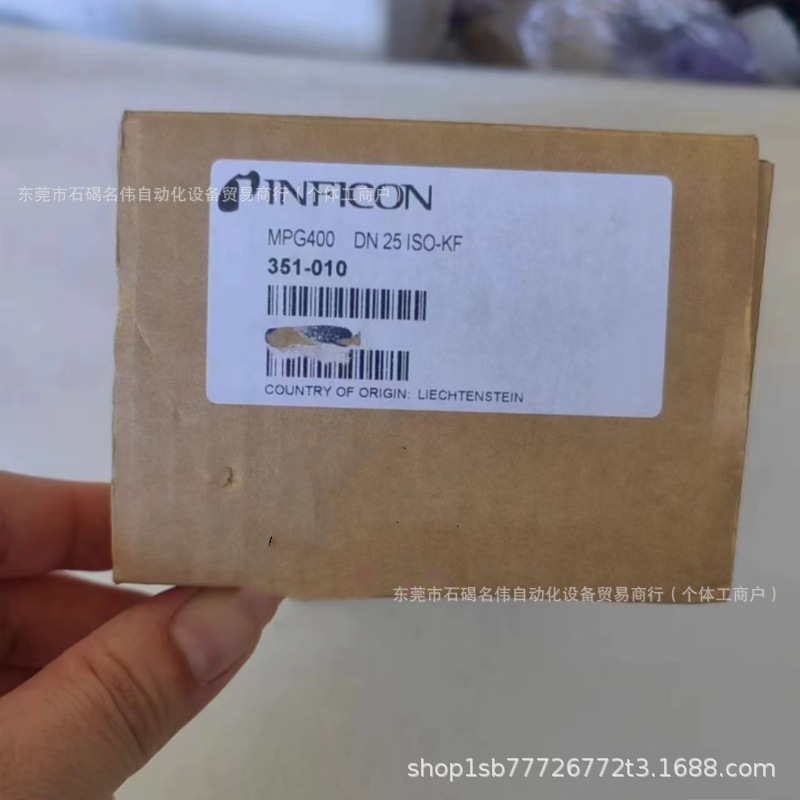 INFICON
东莞市石碣名伟自动化设备贸易商行（个体工商户）
MPG400 DN 25 ISO-KF
351-010
COUNTRY OF ORIGIN: LIECHTENSTEIN
东莞市石碣名伟自动化设备贸易商行（个体工商户）
shop1sb77726772t3.1688.com